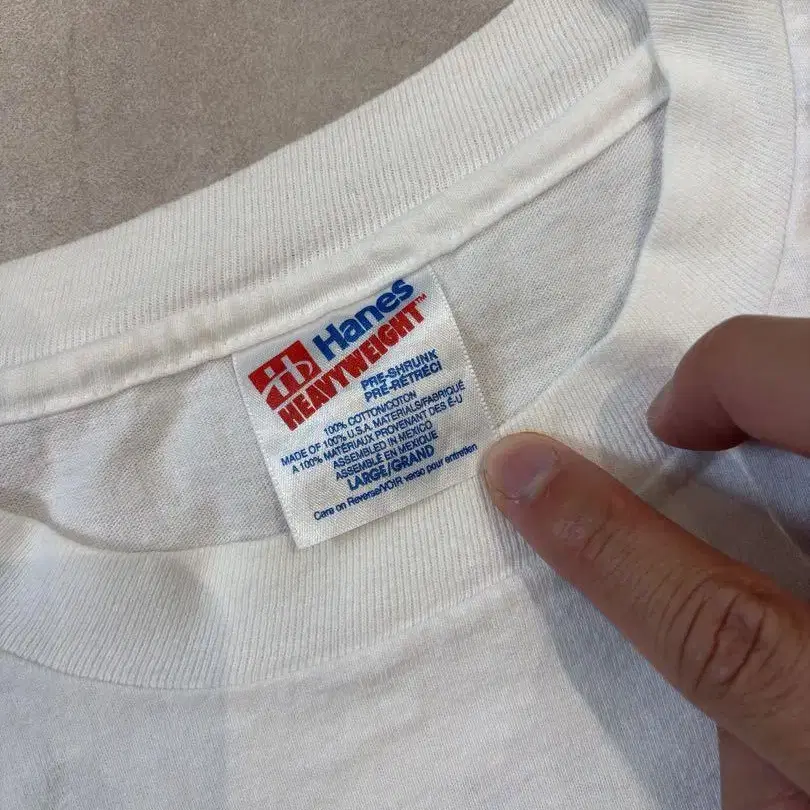 Hanes
HEAVYWEIGHT™
PRE-SHRUNK
PRE-RÉTRÉCI
100% COTTON/COTON
MADE OF 100% U.S.A. MATERIALS/FABRIQUÉ
A 100% MATÉRIAUX PROVENANT DES É-U
ASSEMBLED IN MEXICO
ASSEMBLÉ EN MEXIQUE
LARGE/GRAND
Care on Reverse/VOIR verso pour entretien